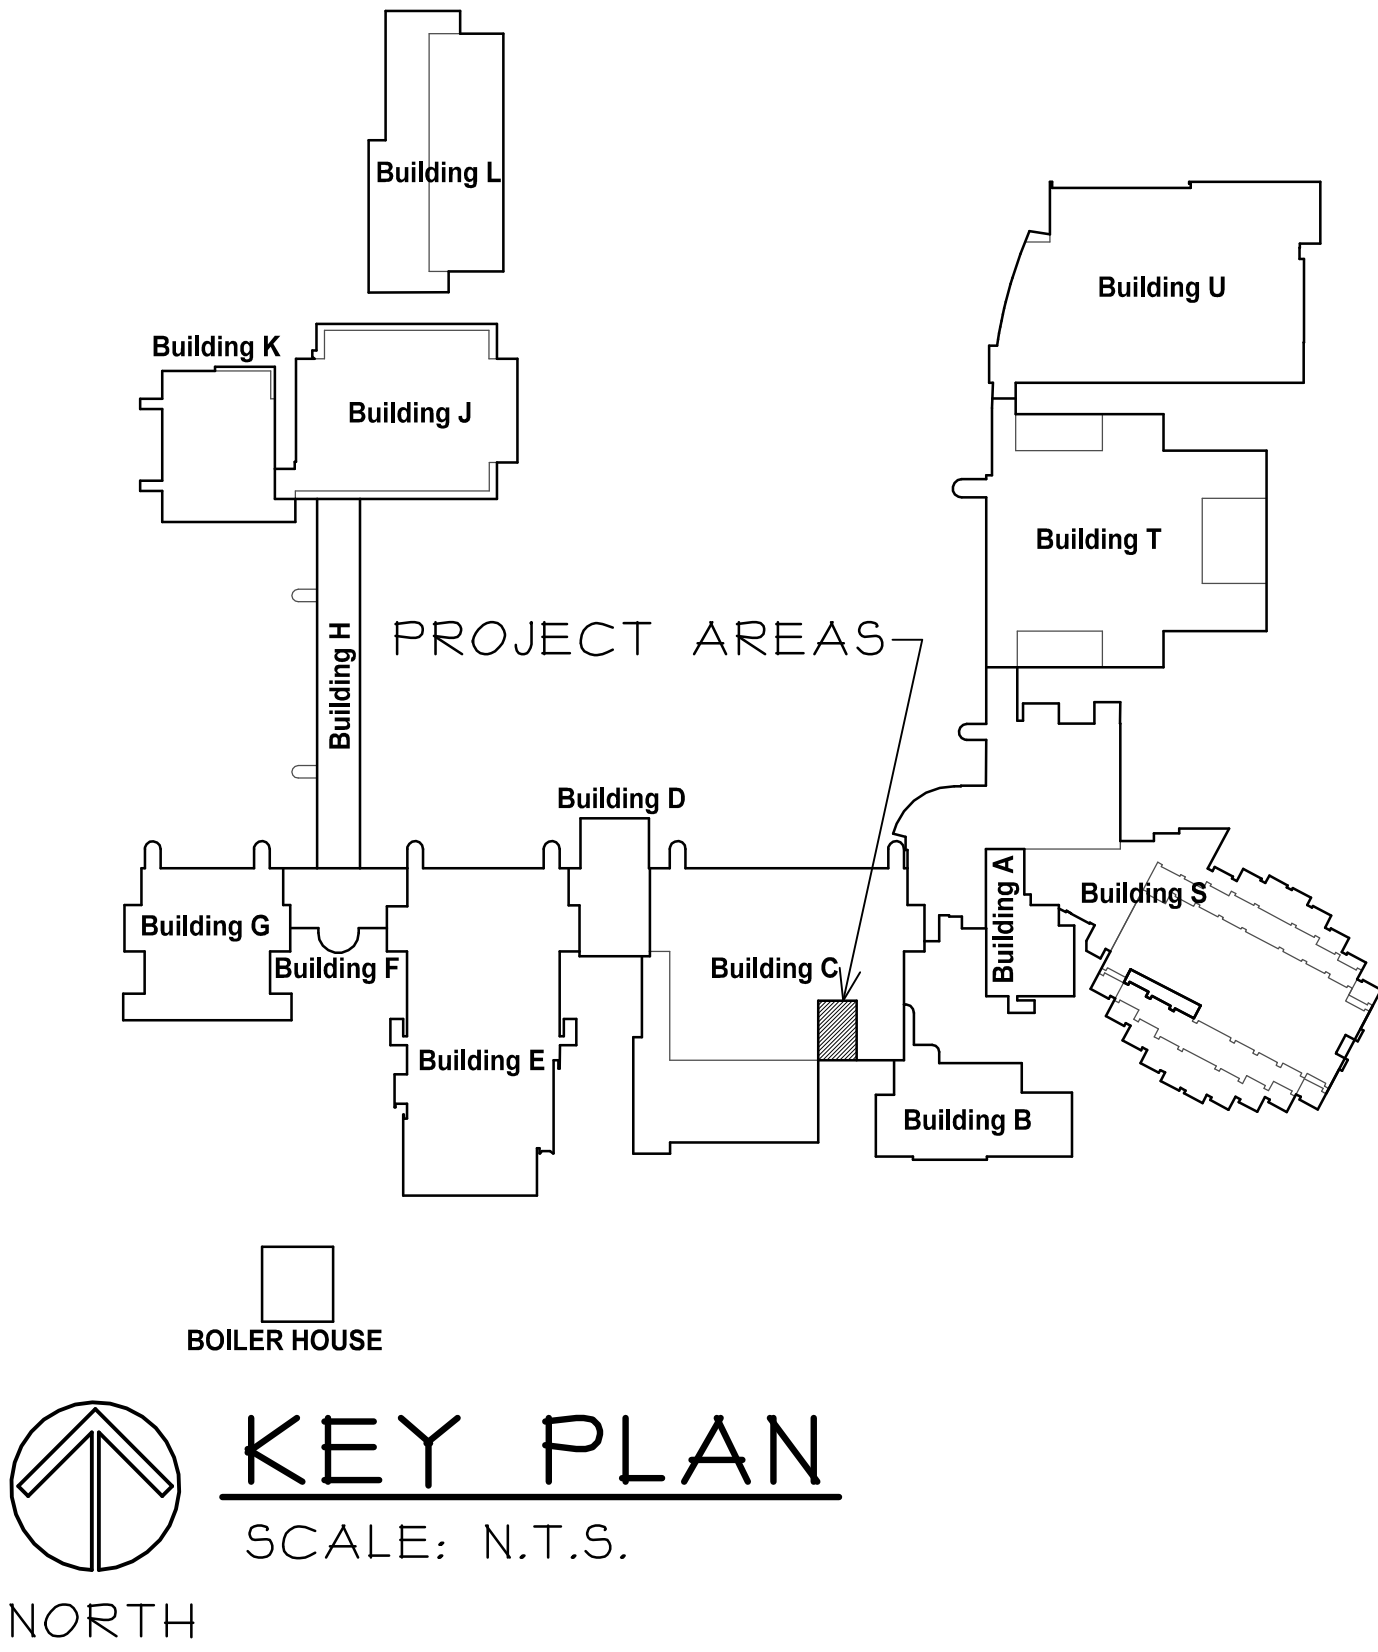 Building L
Building U
Building K
Building J
Building T
PROJECT AREAS
Building H
Building D
Building A
Building S
Building G
Building F
Building C
Building E
Building B
BOILER HOUSE
KEY PLAN
SCALE: N.T.S.
NORTH